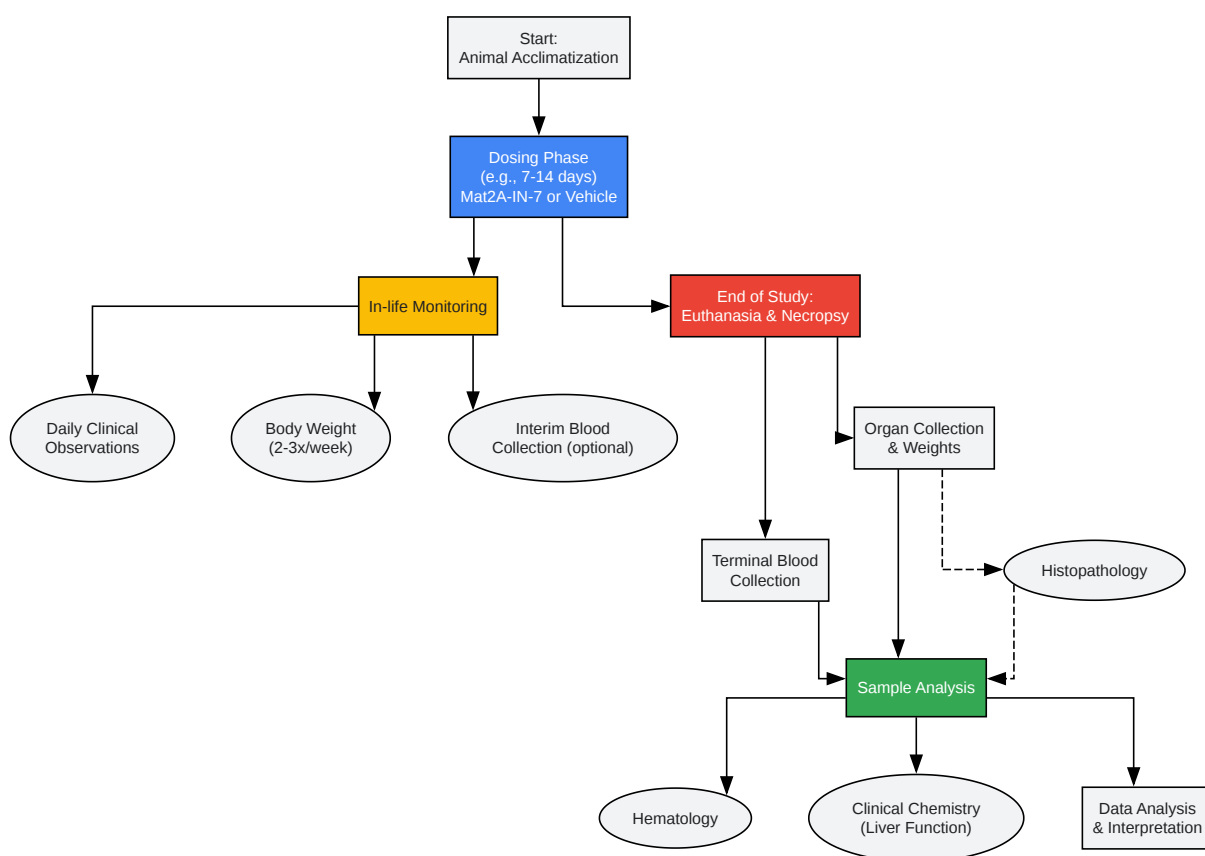 Start:
Animal Acclimatization
Dosing Phase
(e.g., 7-14 days)
Mat2A-IN-7 or Vehicle
In-life Monitoring
End of Study:
Euthanasia & Necropsy
Daily Clinical
Observations
Body Weight
(2-3x/week)
Interim Blood
Collection (optional)
Organ Collection
& Weights
Terminal Blood
Collection
Histopathology
Sample Analysis
Hematology
Clinical Chemistry
(Liver Function)
Data Analysis
& Interpretation